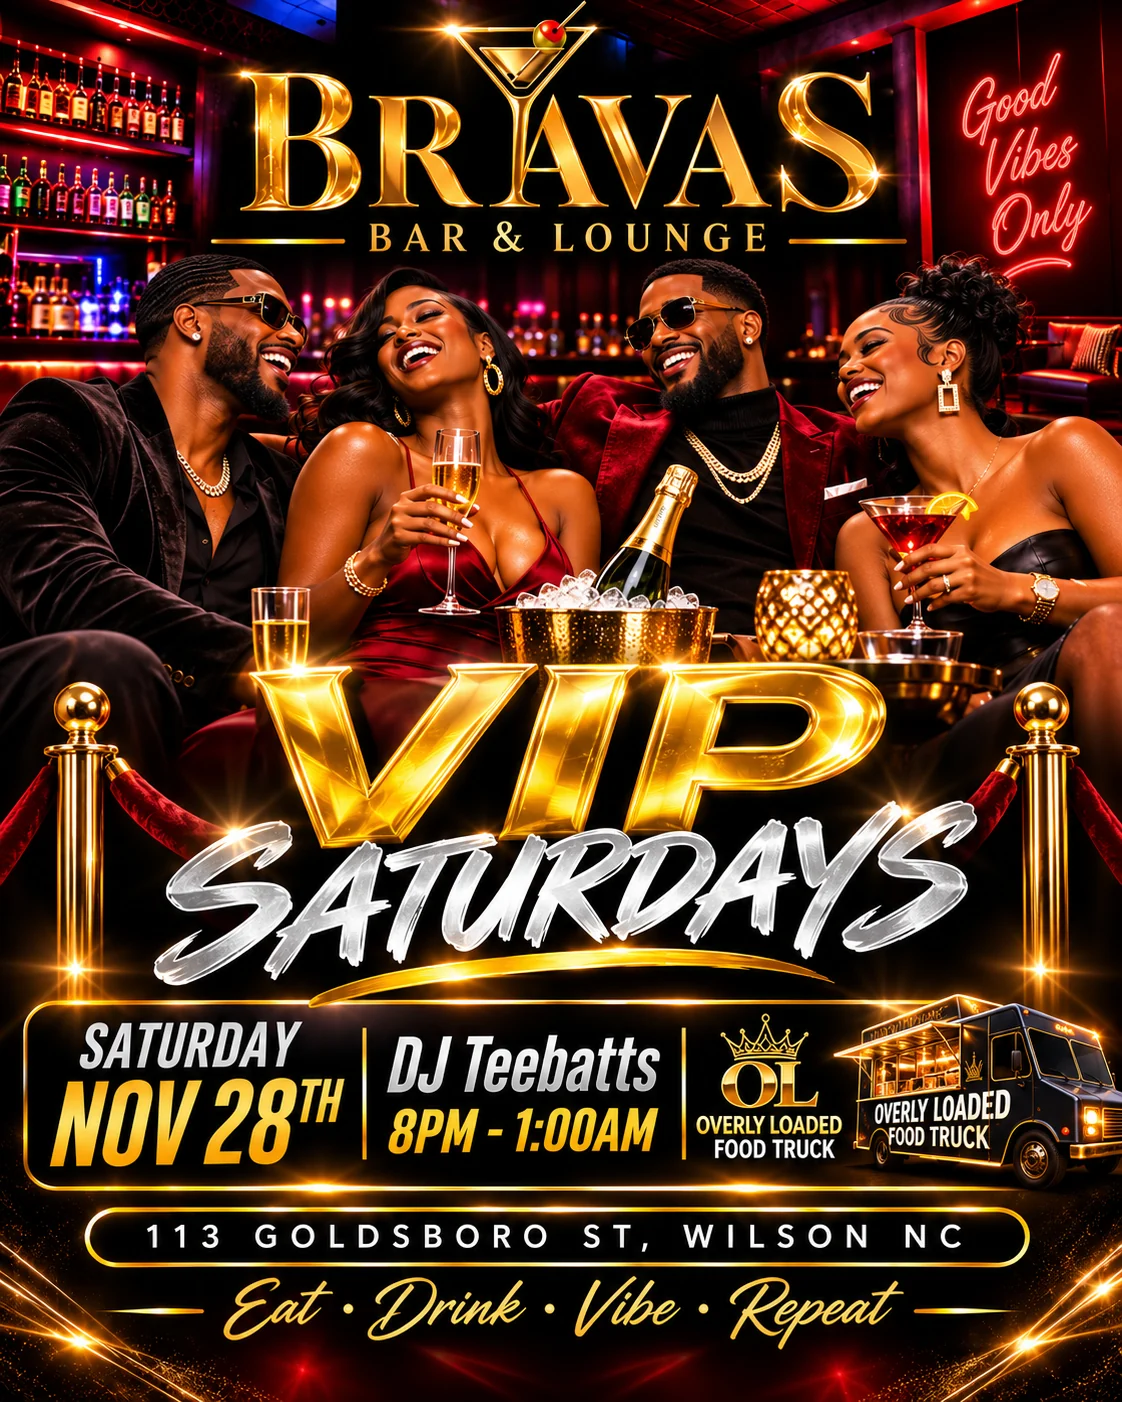 BRAVAS
BAR & LOUNGE
Good
Vibes
Only
VIP
SATURDAYS
SATURDAY
NOV 28TH
DJ Teebatts
8PM - 1:00AM
OL
OVERLY LOADED
FOOD TRUCK
OVERLY LOADED
FOOD TRUCK
113 GOLDSBORO ST, WILSON NC
Eat • Drink • Vibe • Repeat